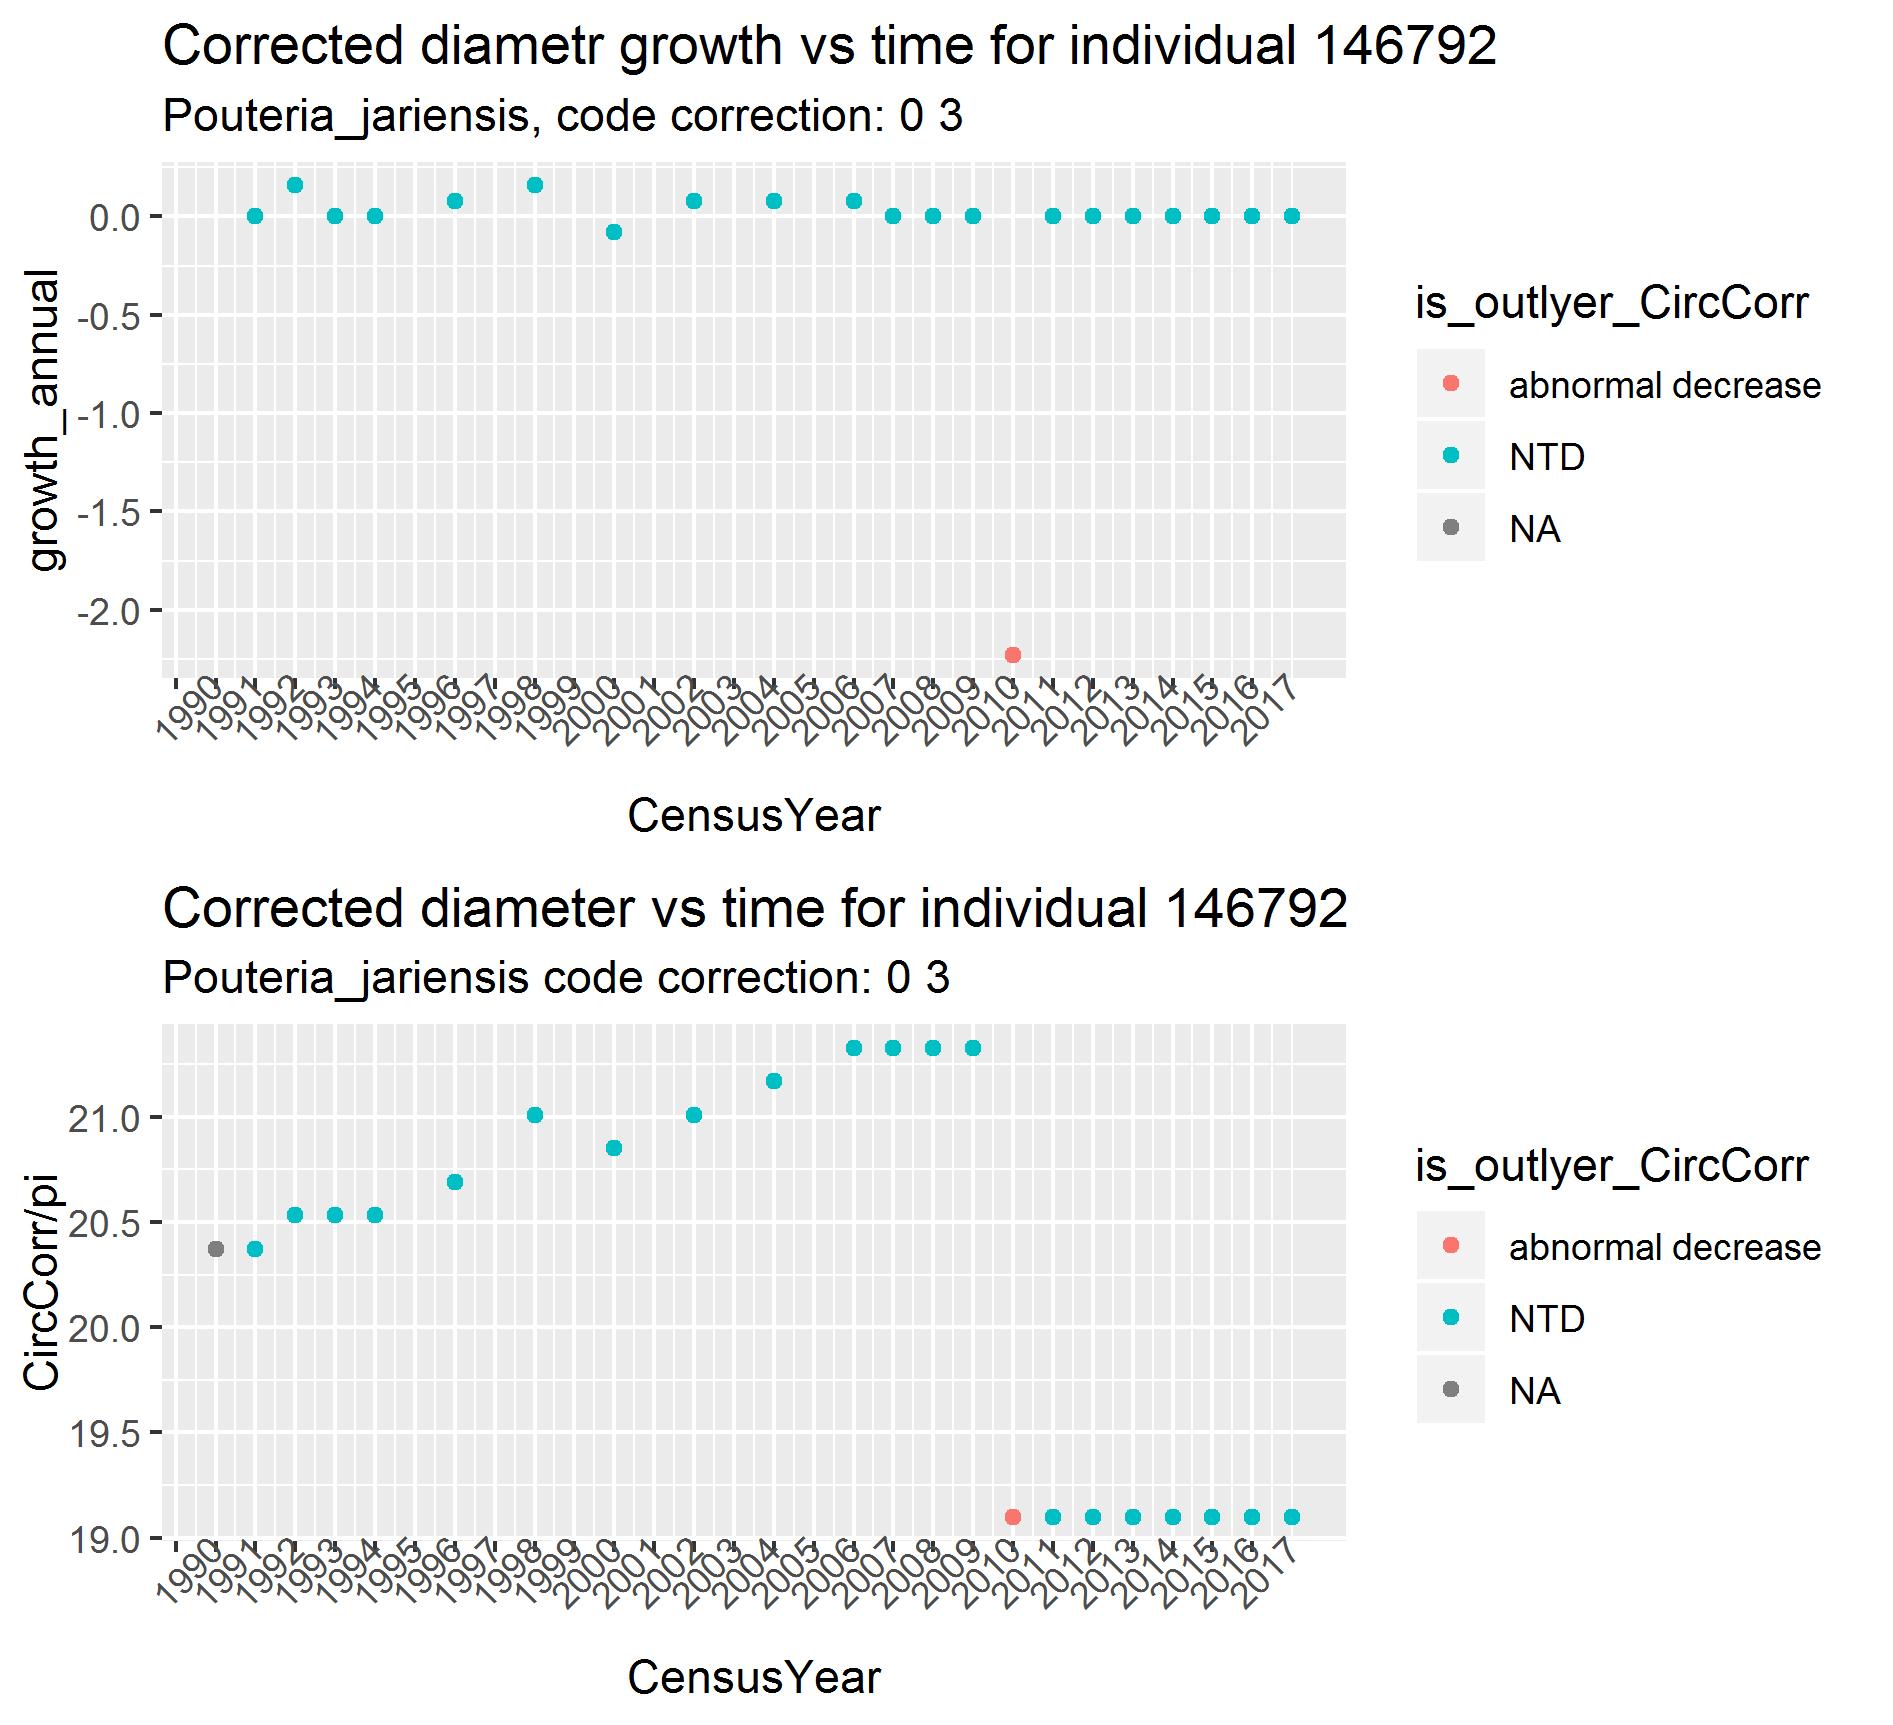 Corrected diametr growth vs time for individual 146792
Pouteria_jariensis, code correction: 0 3
growth_annual
0.0
-0.5
-1.0
-1.5
-2.0
1990 1991 1992 1993 1994 1995 1996 1997 1998 1999 2000 2001 2002 2003 2004 2005 2006 2007 2008 2009 2010 2011 2012 2013 2014 2015 2016 2017
CensusYear
is_outlyer_CircCorr
abnormal decrease
NTD
NA
Corrected diameter vs time for individual 146792
Pouteria_jariensis code correction: 0 3
CircCorr/pi
21.0
20.5
20.0
19.5
19.0
1990 1991 1992 1993 1994 1995 1996 1997 1998 1999 2000 2001 2002 2003 2004 2005 2006 2007 2008 2009 2010 2011 2012 2013 2014 2015 2016 2017
CensusYear
is_outlyer_CircCorr
abnormal decrease
NTD
NA